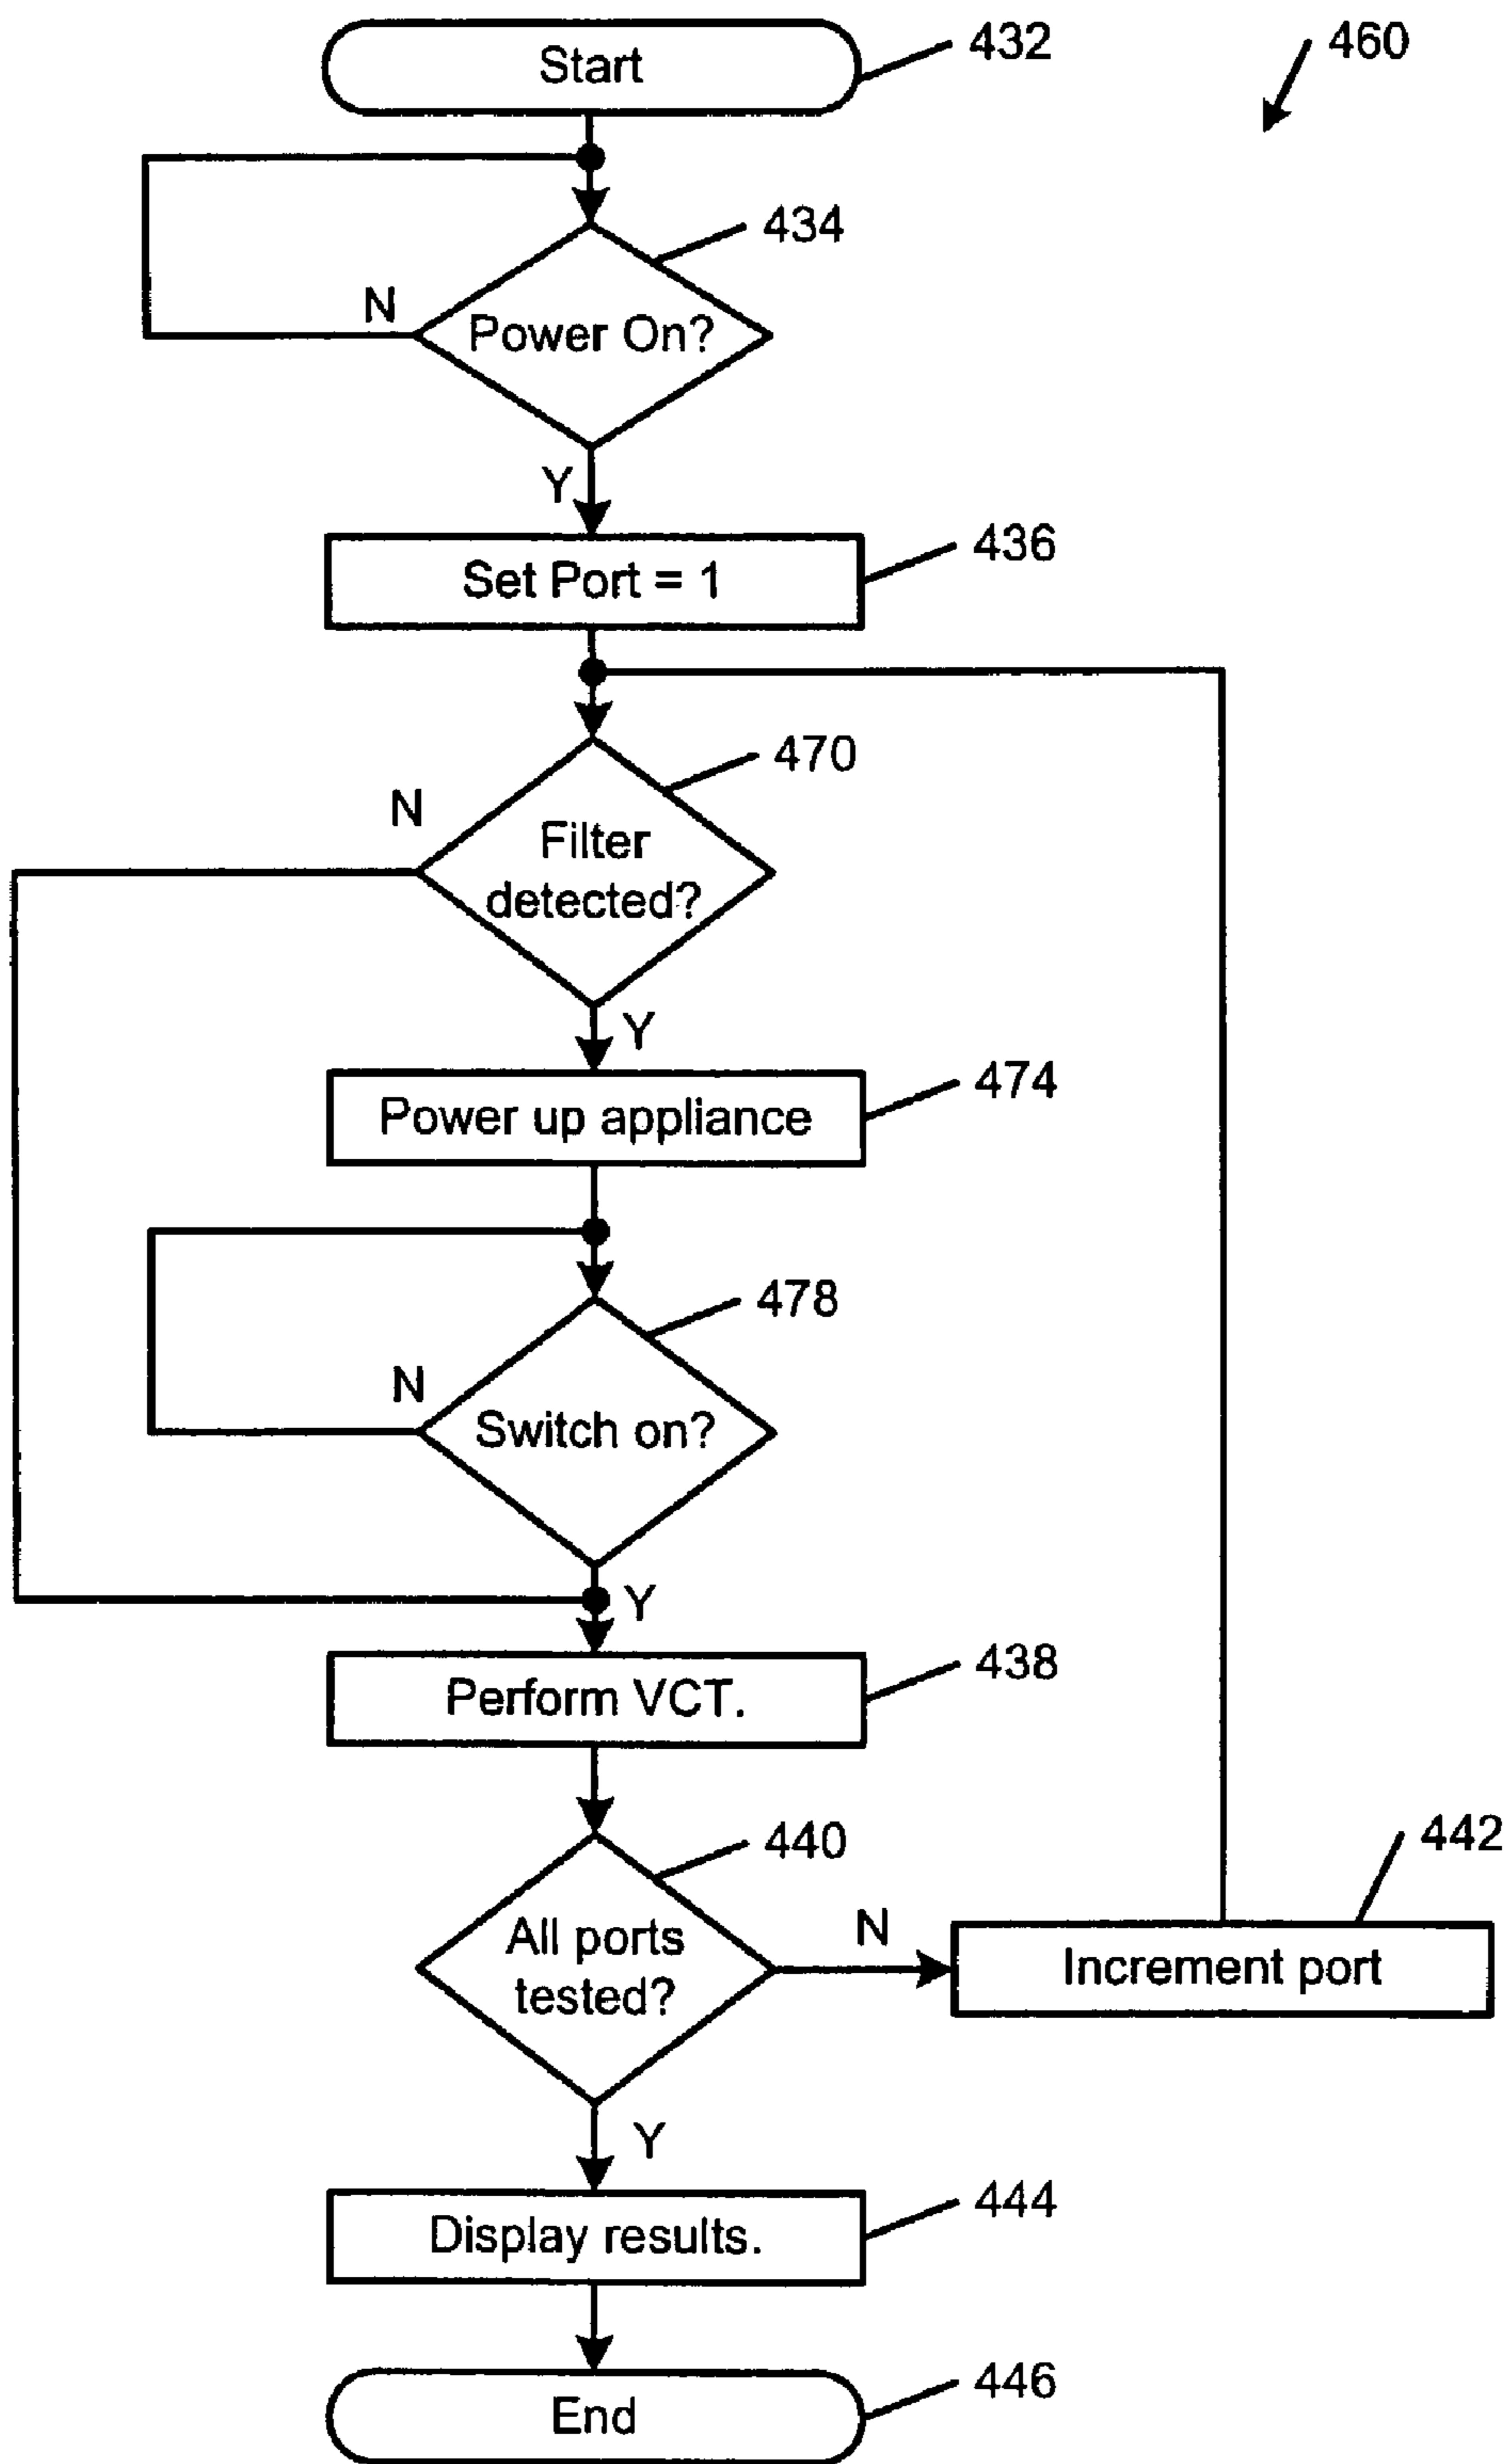 Start
432
460
434
N
Power On?
Y
436
Set Port = 1
470
N
Filter
detected?
Y
474
Power up appliance
478
N
Switch on?
Y
438
Perform VCT.
440
442
All ports
tested?
N
Increment port
Y
444
Display results.
446
End